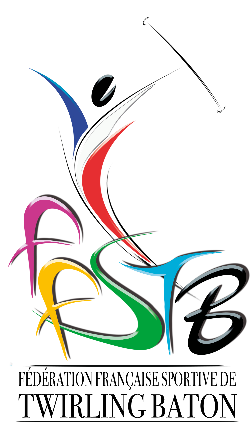 FFSTB
FÉDÉRATION FRANÇAISE SPORTIVE DE
TWIRLING BATON